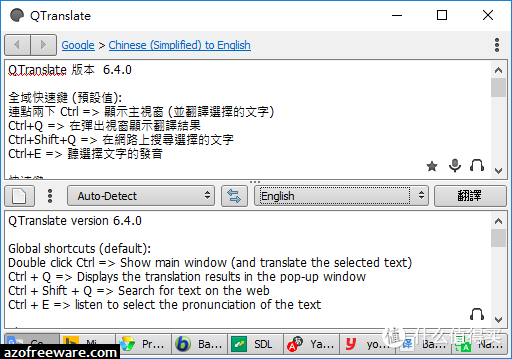 QTranslate
Google > Chinese (Simplified) to English
QTranslate 版本 6.4.0
全域快速鍵 (預設值):
連點兩下 Ctrl => 顯示主視窗 (並翻譯選擇的文字)
Ctrl+Q => 在彈出視窗顯示翻譯結果
Ctrl+Shift+Q => 在網路上搜尋選擇的文字
Ctrl+E => 聽選擇文字的發音
Auto-Detect
English
翻譯
QTranslate version 6.4.0
Global shortcuts (default):
Double click Ctrl => Show main window (and translate the selected text)
Ctrl + Q => Displays the translation results in the pop-up window
Ctrl + Shift + Q => Search for text on the web
Ctrl + E => listen to select the pronunciation of the text
Go... Mi... Pr... Ba... SDL Ya... yo... Ba... Na...
azofreeware.com
值 什么值得买